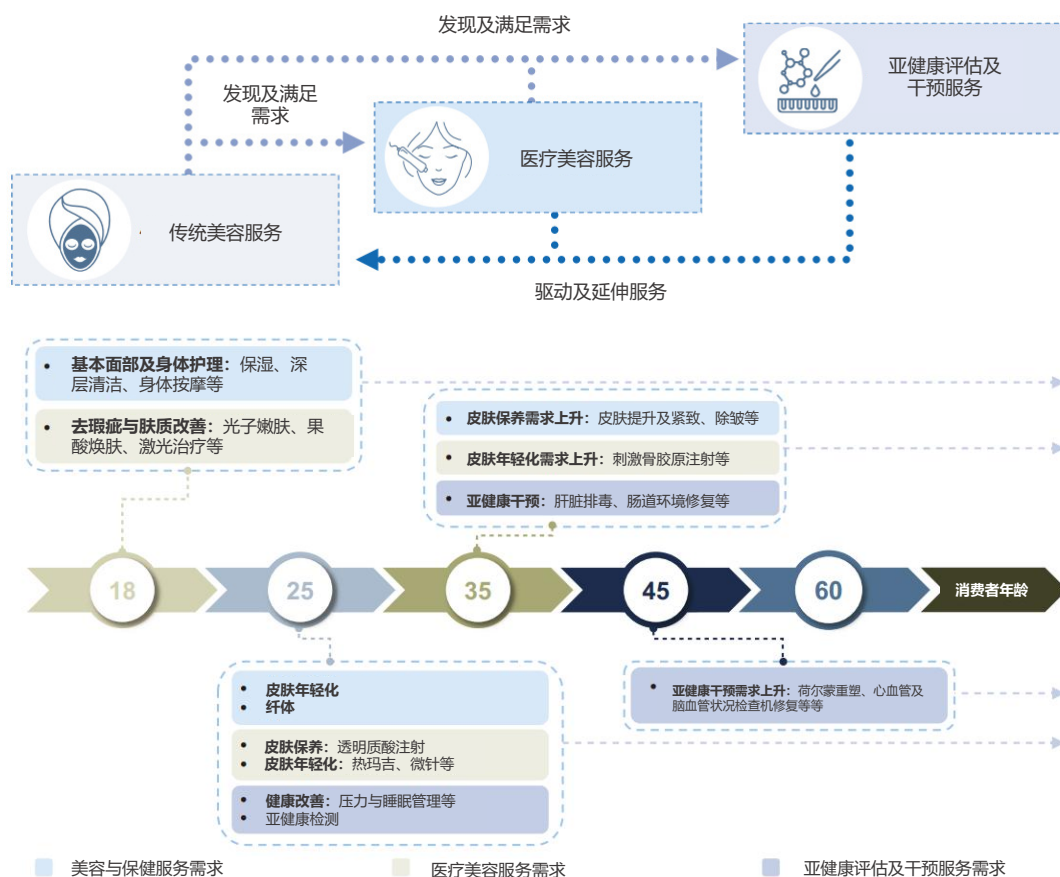 发现及满足需求
亚健康评估及
干预服务
发现及满足
需求
医疗美容服务
传统美容服务
驱动及延伸服务
• 基本面部及身体护理：保湿、深
层清洁、身体按摩等
• 去瑕疵与肤质改善：光子嫩肤、果
酸焕肤、激光治疗等
• 皮肤保养需求上升：皮肤提升及紧致、除皱等
• 皮肤年轻化需求上升：刺激骨胶原注射等
• 亚健康干预：肝脏排毒、肠道环境修复等
18
25
35
45
60
消费者年龄
• 皮肤年轻化
• 纤体
• 皮肤保养：透明质酸注射
• 皮肤年轻化：热玛吉、微针等
• 健康改善：压力与睡眠管理等
• 亚健康检测
• 亚健康干预需求上升：荷尔蒙重塑、心血管及
脑血管状况检查机修复等等
美容与保健服务需求
医疗美容服务需求
亚健康评估及干预服务需求